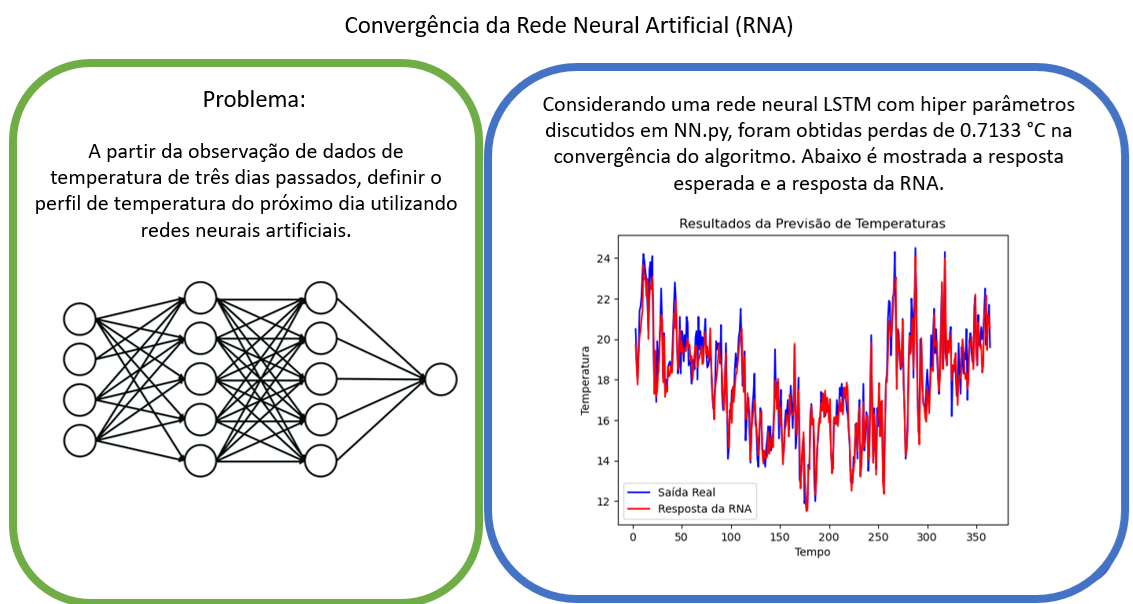 Convergência da Rede Neural Artificial (RNA)
Problema:
A partir da observação de dados de
temperatura de três dias passados, definir o
perfil de temperatura do próximo dia utilizando
redes neurais artificiais.
Considerando uma rede neural LSTM com hiper parâmetros
discutidos em NN.py, foram obtidas perdas de 0.7133 °C na
convergência do algoritmo. Abaixo é mostrada a resposta
esperada e a resposta da RNA.
Resultados da Previsão de Temperaturas
24
22
20
18
16
14
12
Temperatura
Saída Real
Resposta da RNA
0 50 100 150 200 250 300 350
Tempo